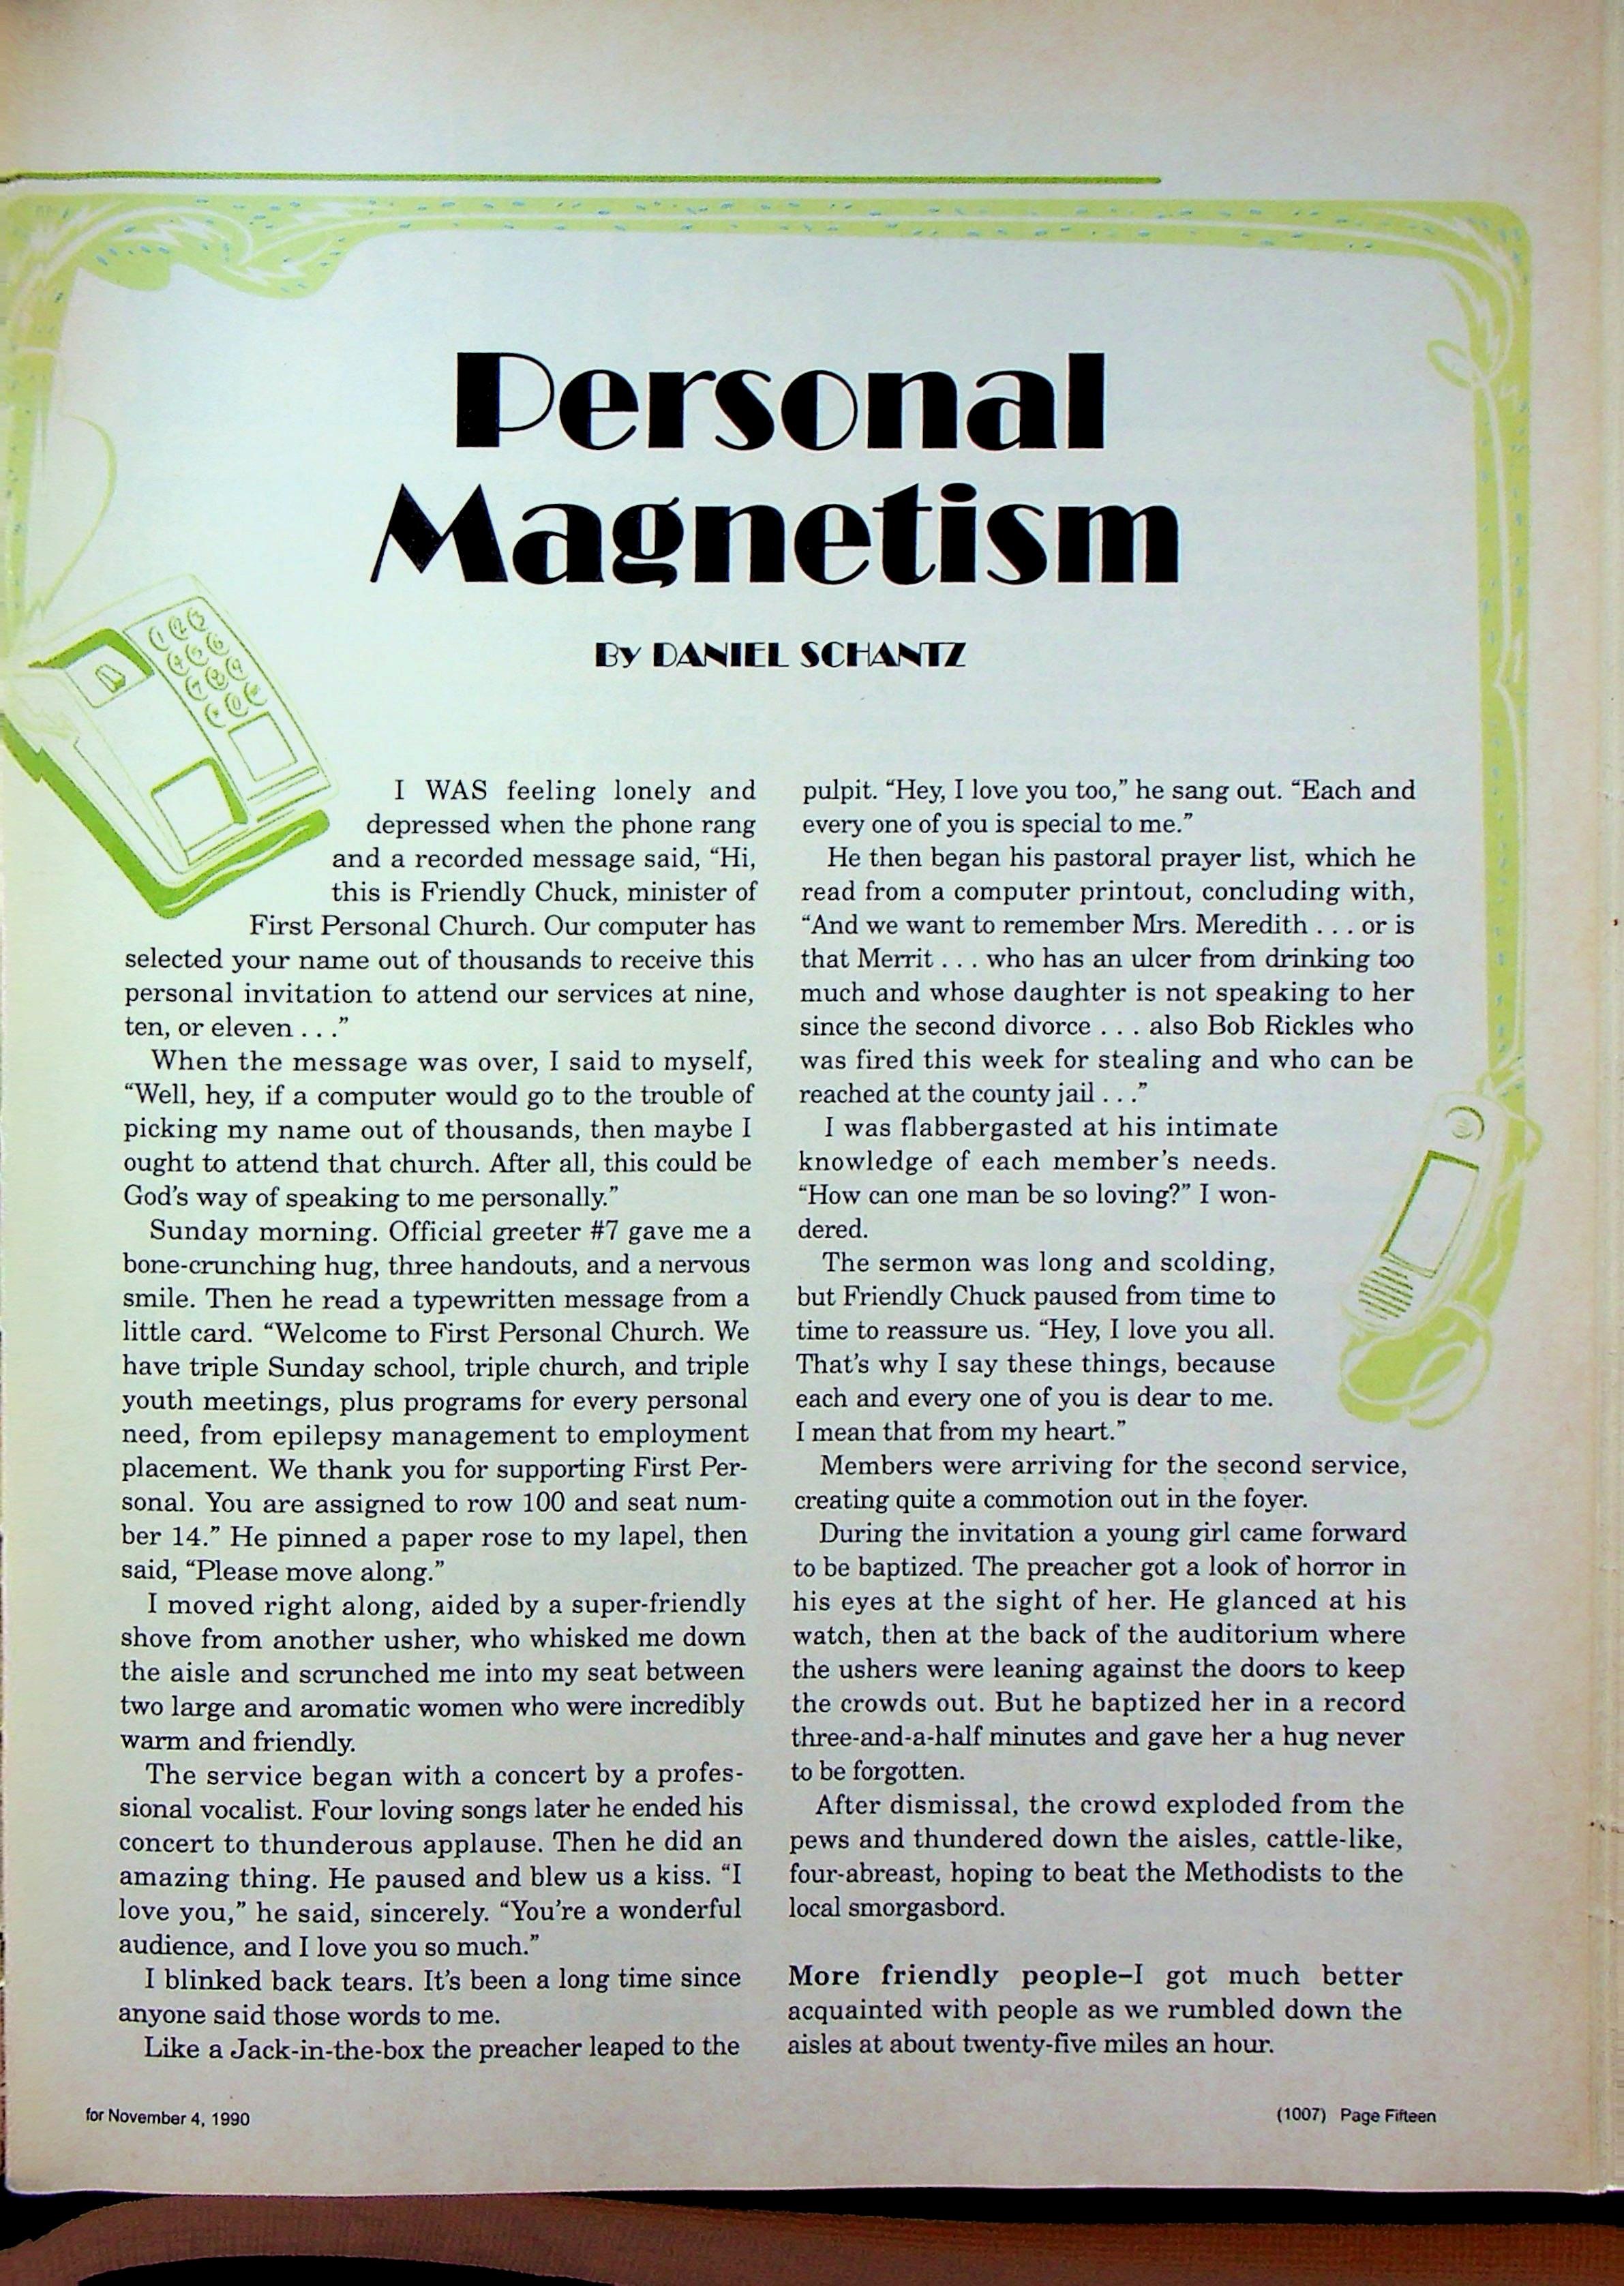 Personal
Magnetism
By DANIEL SCHANTZ
I WAS feeling lonely and
depressed when the phone rang
and a recorded message said, “Hi,
this is Friendly Chuck, minister of
First Personal Church. Our computer has
selected your name out of thousands to receive this
personal invitation to attend our services at nine,
ten, or eleven . . .”
When the message was over, I said to myself,
“Well, hey, if a computer would go to the trouble of
picking my name out of thousands, then maybe I
ought to attend that church. After all, this could be
God’s way of speaking to me personally.”
Sunday morning. Official greeter #7 gave me a
bone-crunching hug, three handouts, and a nervous
smile. Then he read a typewritten message from a
little card. “Welcome to First Personal Church. We
have triple Sunday school, triple church, and triple
youth meetings, plus programs for every personal
need, from epilepsy management to employment
placement. We thank you for supporting First Per-
sonal. You are assigned to row 100 and seat num-
ber 14.” He pinned a paper rose to my lapel, then
said, “Please move along.”
I moved right along, aided by a super-friendly
shove from another usher, who whisked me down
the aisle and scrunched me into my seat between
two large and aromatic women who were incredibly
warm and friendly.
The service began with a concert by a profes-
sional vocalist. Four loving songs later he ended his
concert to thunderous applause. Then he did an
amazing thing. He paused and blew us a kiss. “I
love you,” he said, sincerely. “You’re a wonderful
audience, and I love you so much.”
I blinked back tears. It’s been a long time since
anyone said those words to me.
Like a Jack-in-the-box the preacher leaped to the
pulpit. “Hey, I love you too,” he sang out. “Each and
every one of you is special to me.”
He then began his pastoral prayer list, which he
read from a computer printout, concluding with,
“And we want to remember Mrs. Meredith . . . or is
that Merrit . . . who has an ulcer from drinking too
much and whose daughter is not speaking to her
since the second divorce . . . also Bob Rickles who
was fired this week for stealing and who can be
reached at the county jail . . .”
I was flabbergasted at his intimate
knowledge of each member’s needs.
“How can one man be so loving?” I won-
dered.
The sermon was long and scolding,
but Friendly Chuck paused from time to
time to reassure us. “Hey, I love you all.
That’s why I say these things, because
each and every one of you is dear to me.
I mean that from my heart.”
Members were arriving for the second service,
creating quite a commotion out in the foyer.
During the invitation a young girl came forward
to be baptized. The preacher got a look of horror in
his eyes at the sight of her. He glanced at his
watch, then at the back of the auditorium where
the ushers were leaning against the doors to keep
the crowds out. But he baptized her in a record
three-and-a-half minutes and gave her a hug never
to be forgotten.
After dismissal, the crowd exploded from the
pews and thundered down the aisles, cattle-like,
four-abreast, hoping to beat the Methodists to the
local smorgasbord.
More friendly people–I got much better
acquainted with people as we rumbled down the
aisles at about twenty-five miles an hour.
for November 4, 1990
(1007) Page Fifteen